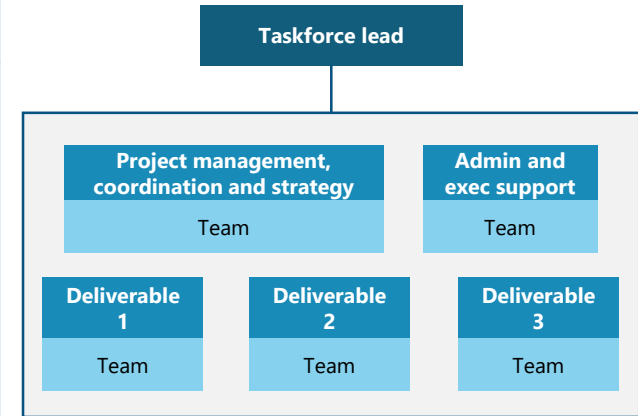 Taskforce lead
Project management,
coordination and strategy
Team
Admin and
exec support
Team
Deliverable
1
Team
Deliverable
2
Team
Deliverable
3
Team